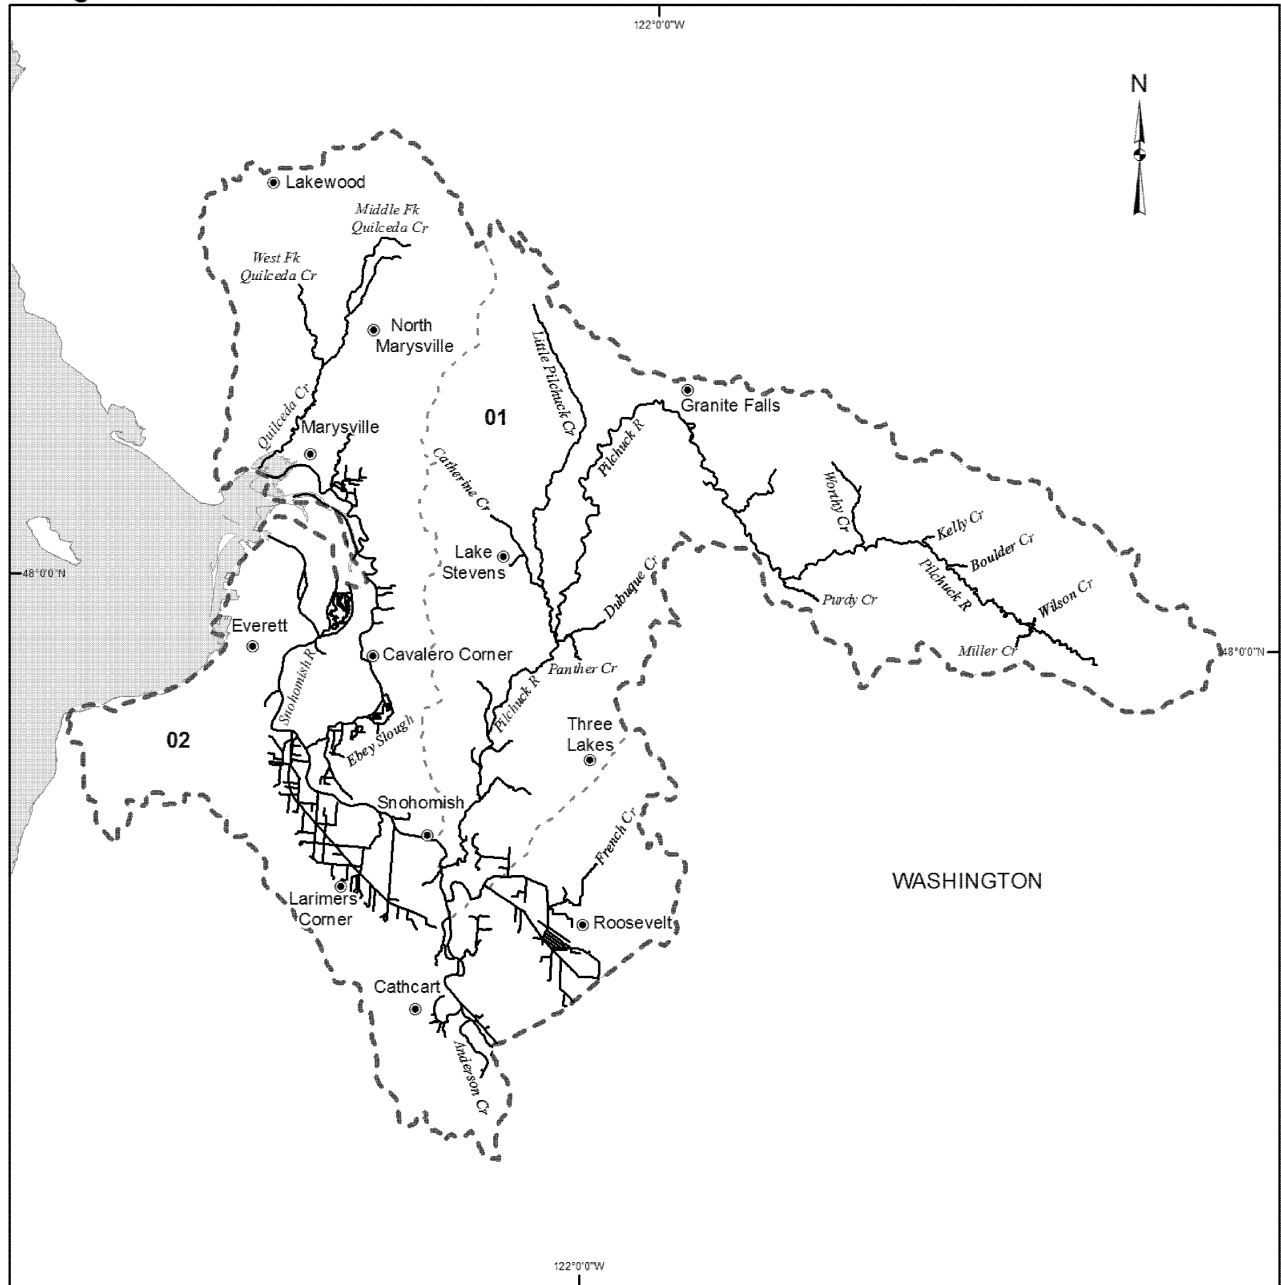 122°0'0"W
N
Lakewood
Middle Fk
Quilceda Cr
West Fk
Quilceda Cr
North
Marysville
Little Pilchuck Cr
Granite Falls
Quilceda Cr
01
Marysville
Pilchuck R
Catherine Cr
Worthy Cr
Kelly Cr
Boulder Cr
Lake
Stevens
48°0'0"N
Dubuque Cr
Pilchuck R
Purdy Cr
Wilson Cr
Everett
Miller Cr
48°0'0"N
Cavalero Corner
Panther Cr
Snohomish R
Pilchuck R
Three
Lakes
02
Ebey Slough
Snohomish
French Cr
WASHINGTON
Larimers
Corner
Roosevelt
Cathcart
Anderson Cr
122°0'0"W